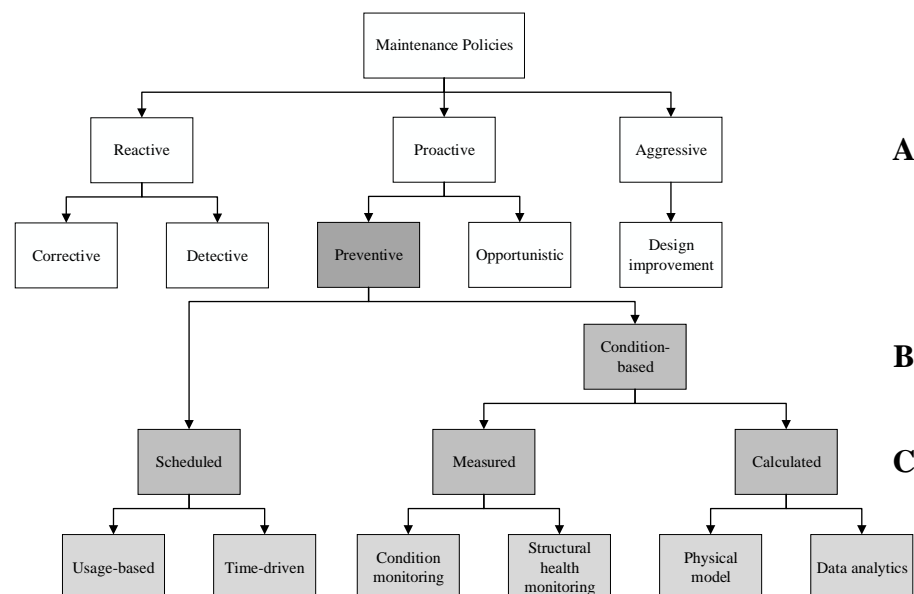 Maintenance Policies
Reactive
Proactive
Aggressive
A
Corrective
Detective
Preventive
Opportunistic
Design
improvement
Condition-
based
B
Scheduled
Measured
Calculated
C
Usage-based
Time-driven
Condition
monitoring
Structural
health
monitoring
Physical
model
Data analytics